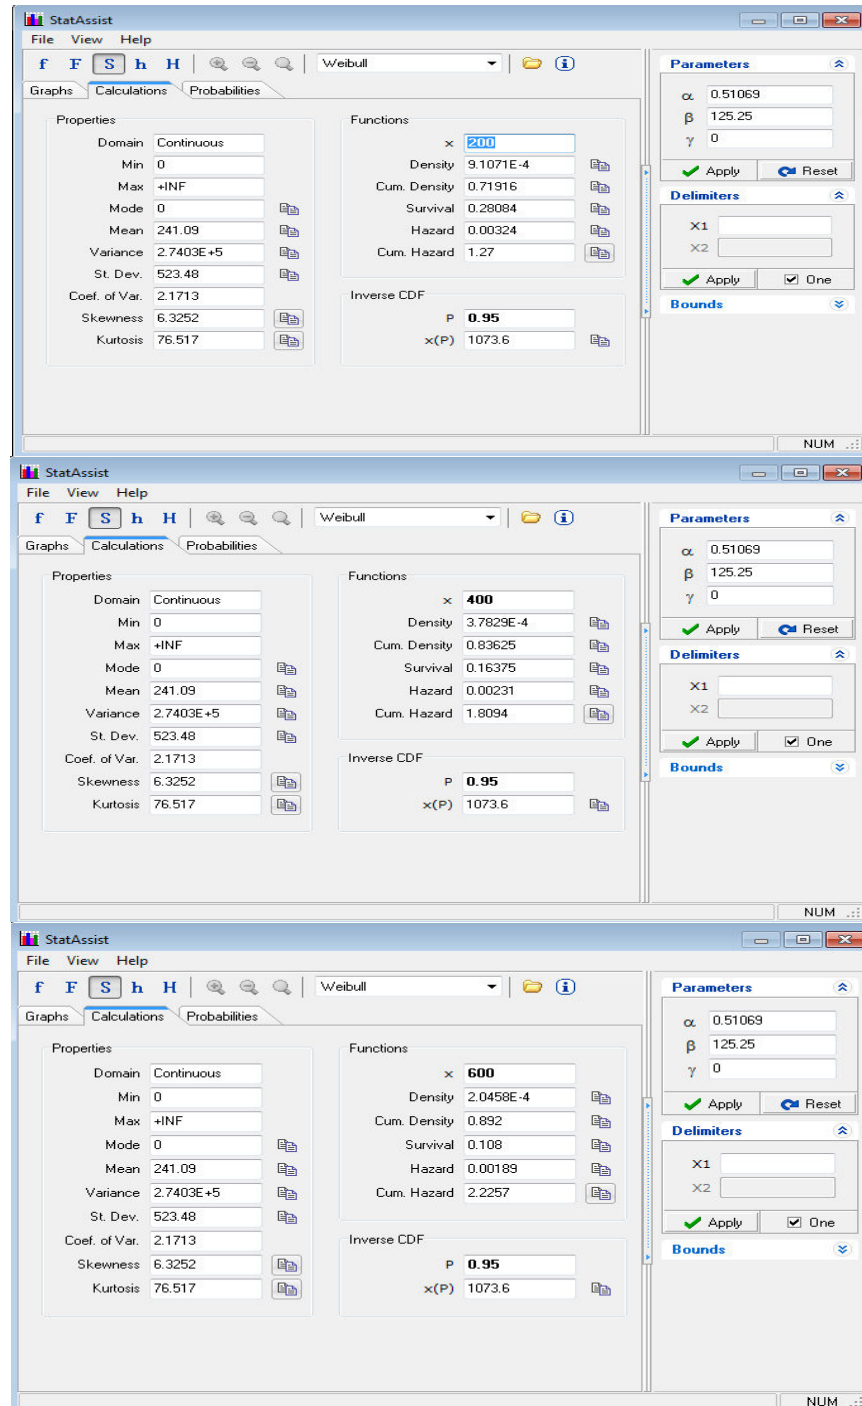 StatAssist
File View Help
f F S h H Weibull
Graphs Calculations Probabilities
Properties
Domain Continuous
Min 0
Max +INF
Mode 0
Mean 241.09
Variance 2.7403E+5
St. Dev. 523.48
Coef. of Var. 2.1713
Skewness 6.3252
Kurtosis 76.517
Functions
x 200
Density 9.1071E-4
Cum. Density 0.71916
Survival 0.28084
Hazard 0.00324
Cum. Hazard 1.27
Inverse CDF
P 0.95
x(P) 1073.6
Parameters
α 0.51069
β 125.25
γ 0
Apply Reset
Delimiters
X1
X2
Apply One
Bounds
NUM
StatAssist
File View Help
f F S h H Weibull
Graphs Calculations Probabilities
Properties
Domain Continuous
Min 0
Max +INF
Mode 0
Mean 241.09
Variance 2.7403E+5
St. Dev. 523.48
Coef. of Var. 2.1713
Skewness 6.3252
Kurtosis 76.517
Functions
x 400
Density 3.7829E-4
Cum. Density 0.83625
Survival 0.16375
Hazard 0.00231
Cum. Hazard 1.8094
Inverse CDF
P 0.95
x(P) 1073.6
Parameters
α 0.51069
β 125.25
γ 0
Apply Reset
Delimiters
X1
X2
Apply One
Bounds
NUM
StatAssist
File View Help
f F S h H Weibull
Graphs Calculations Probabilities
Properties
Domain Continuous
Min 0
Max +INF
Mode 0
Mean 241.09
Variance 2.7403E+5
St. Dev. 523.48
Coef. of Var. 2.1713
Skewness 6.3252
Kurtosis 76.517
Functions
x 600
Density 2.0458E-4
Cum. Density 0.892
Survival 0.108
Hazard 0.00189
Cum. Hazard 2.2257
Inverse CDF
P 0.95
x(P) 1073.6
Parameters
α 0.51069
β 125.25
γ 0
Apply Reset
Delimiters
X1
X2
Apply One
Bounds
NUM